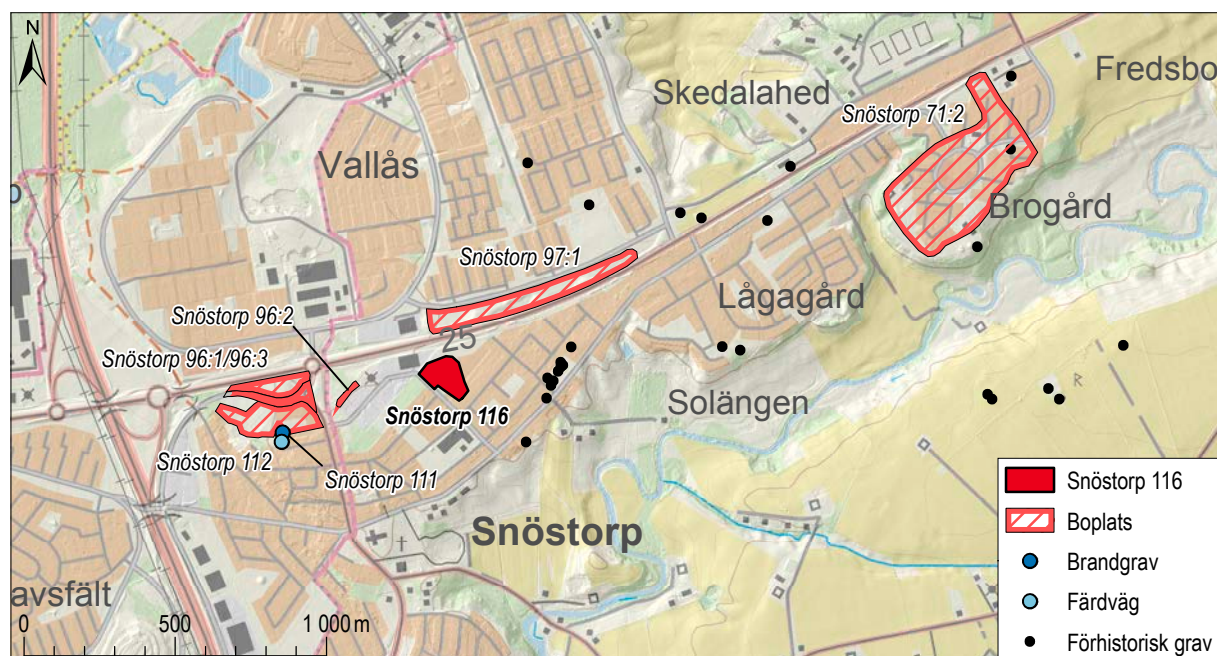 N
Fredsbo
Skedalahed
Snöstorp 71:2
Vallås
Brogård
Snöstorp 97:1
Lågagård
Snöstorp 96:2
25
Snöstorp 96:1/96:3
Solängen
Snöstorp 116
R
Snöstorp 112
Snöstorp 111
Snöstorp
avsfält
0
500
1 000 m
Snöstorp 116
Boplats
Brandgrav
Färdväg
Förhistorisk grav